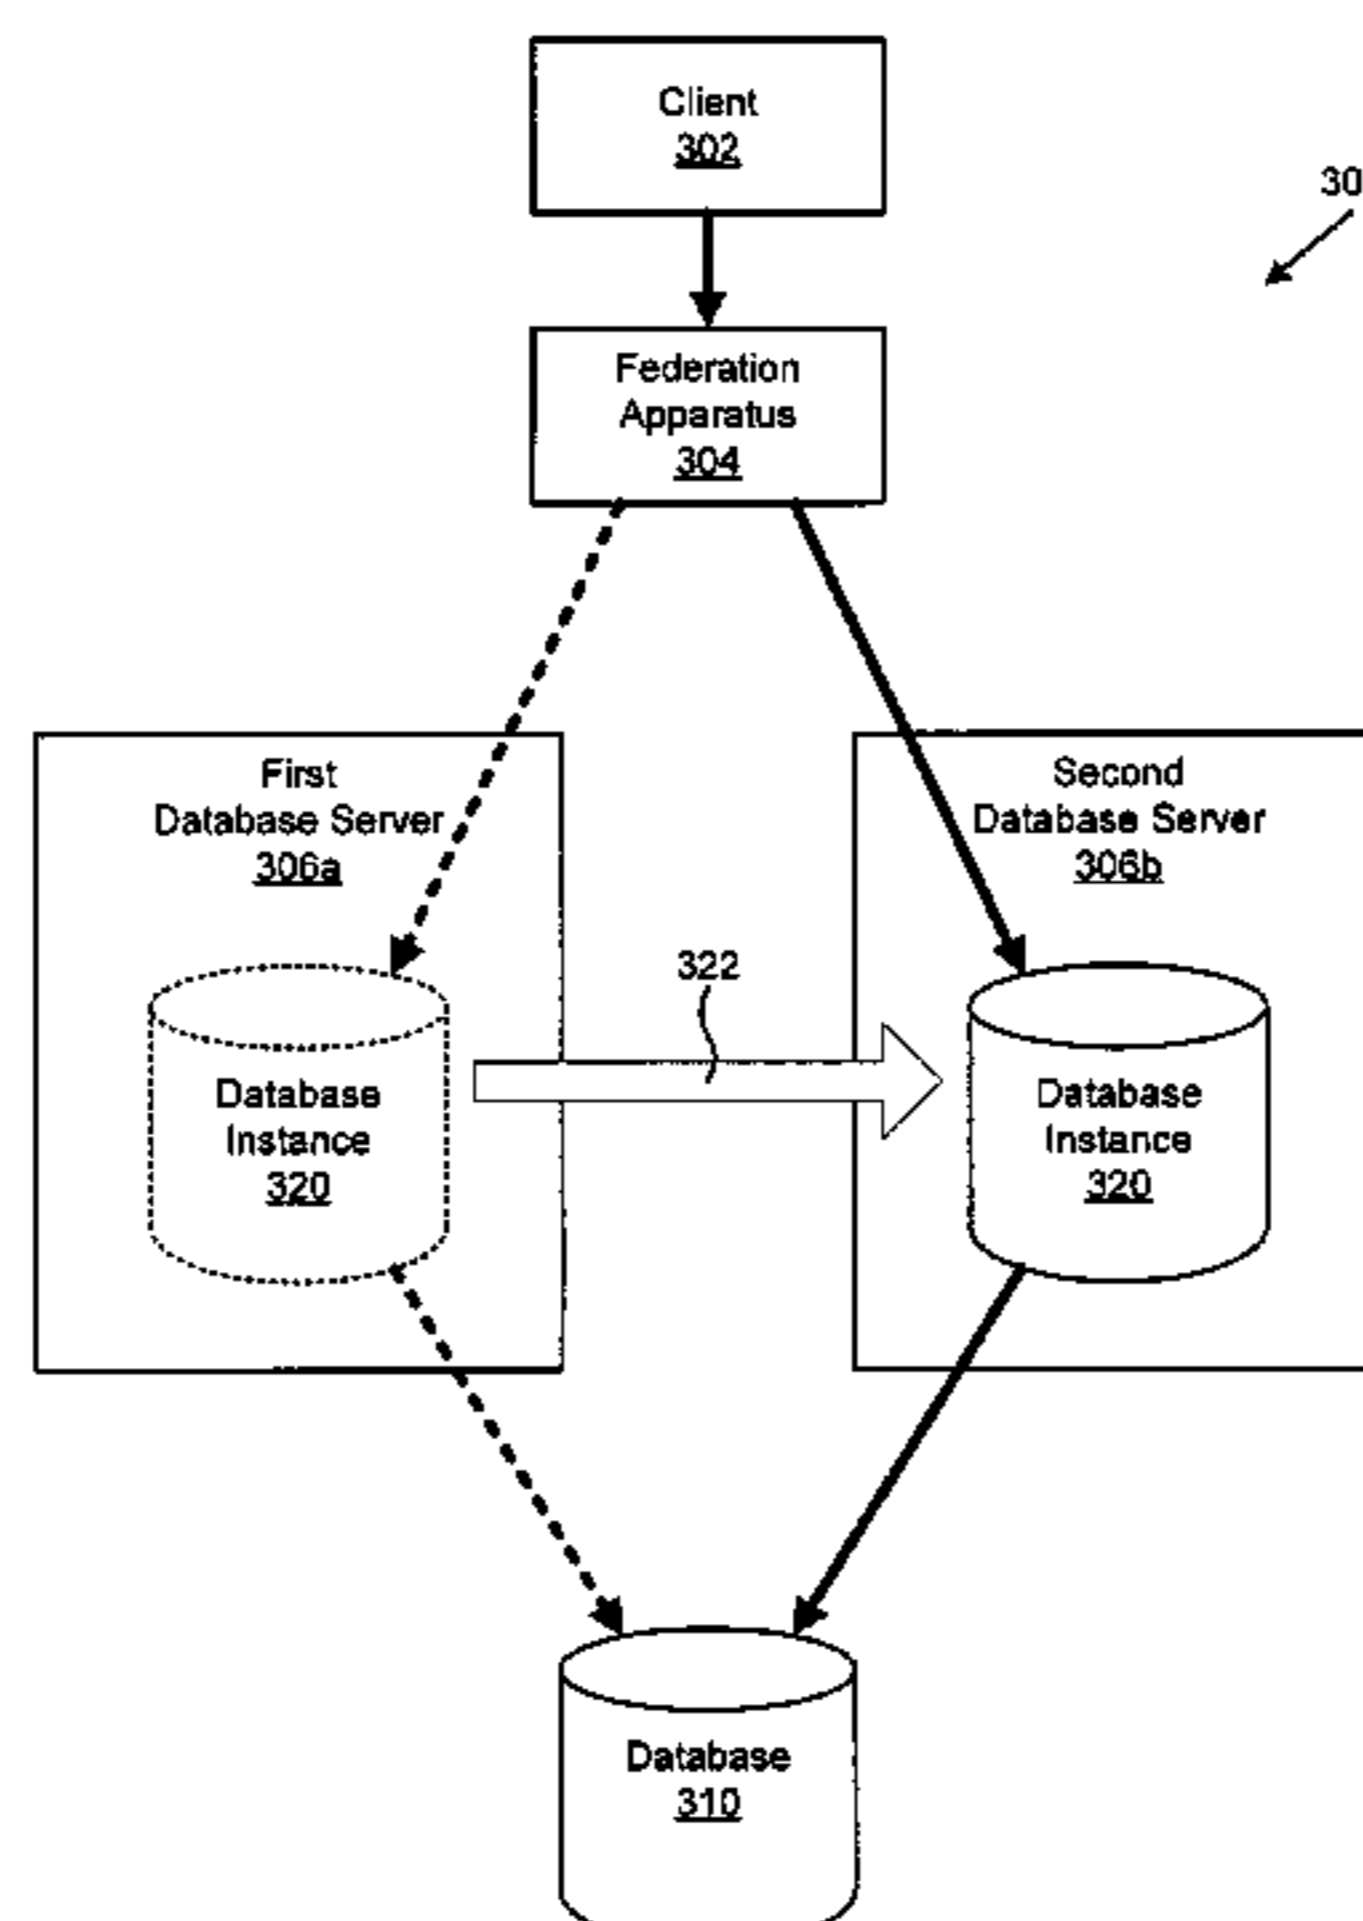 Client
302
30
Federation
Apparatus
304
First
Database Server
306a
Second
Database Server
306b
322
Database
Instance
320
Database
Instance
320
Database
310